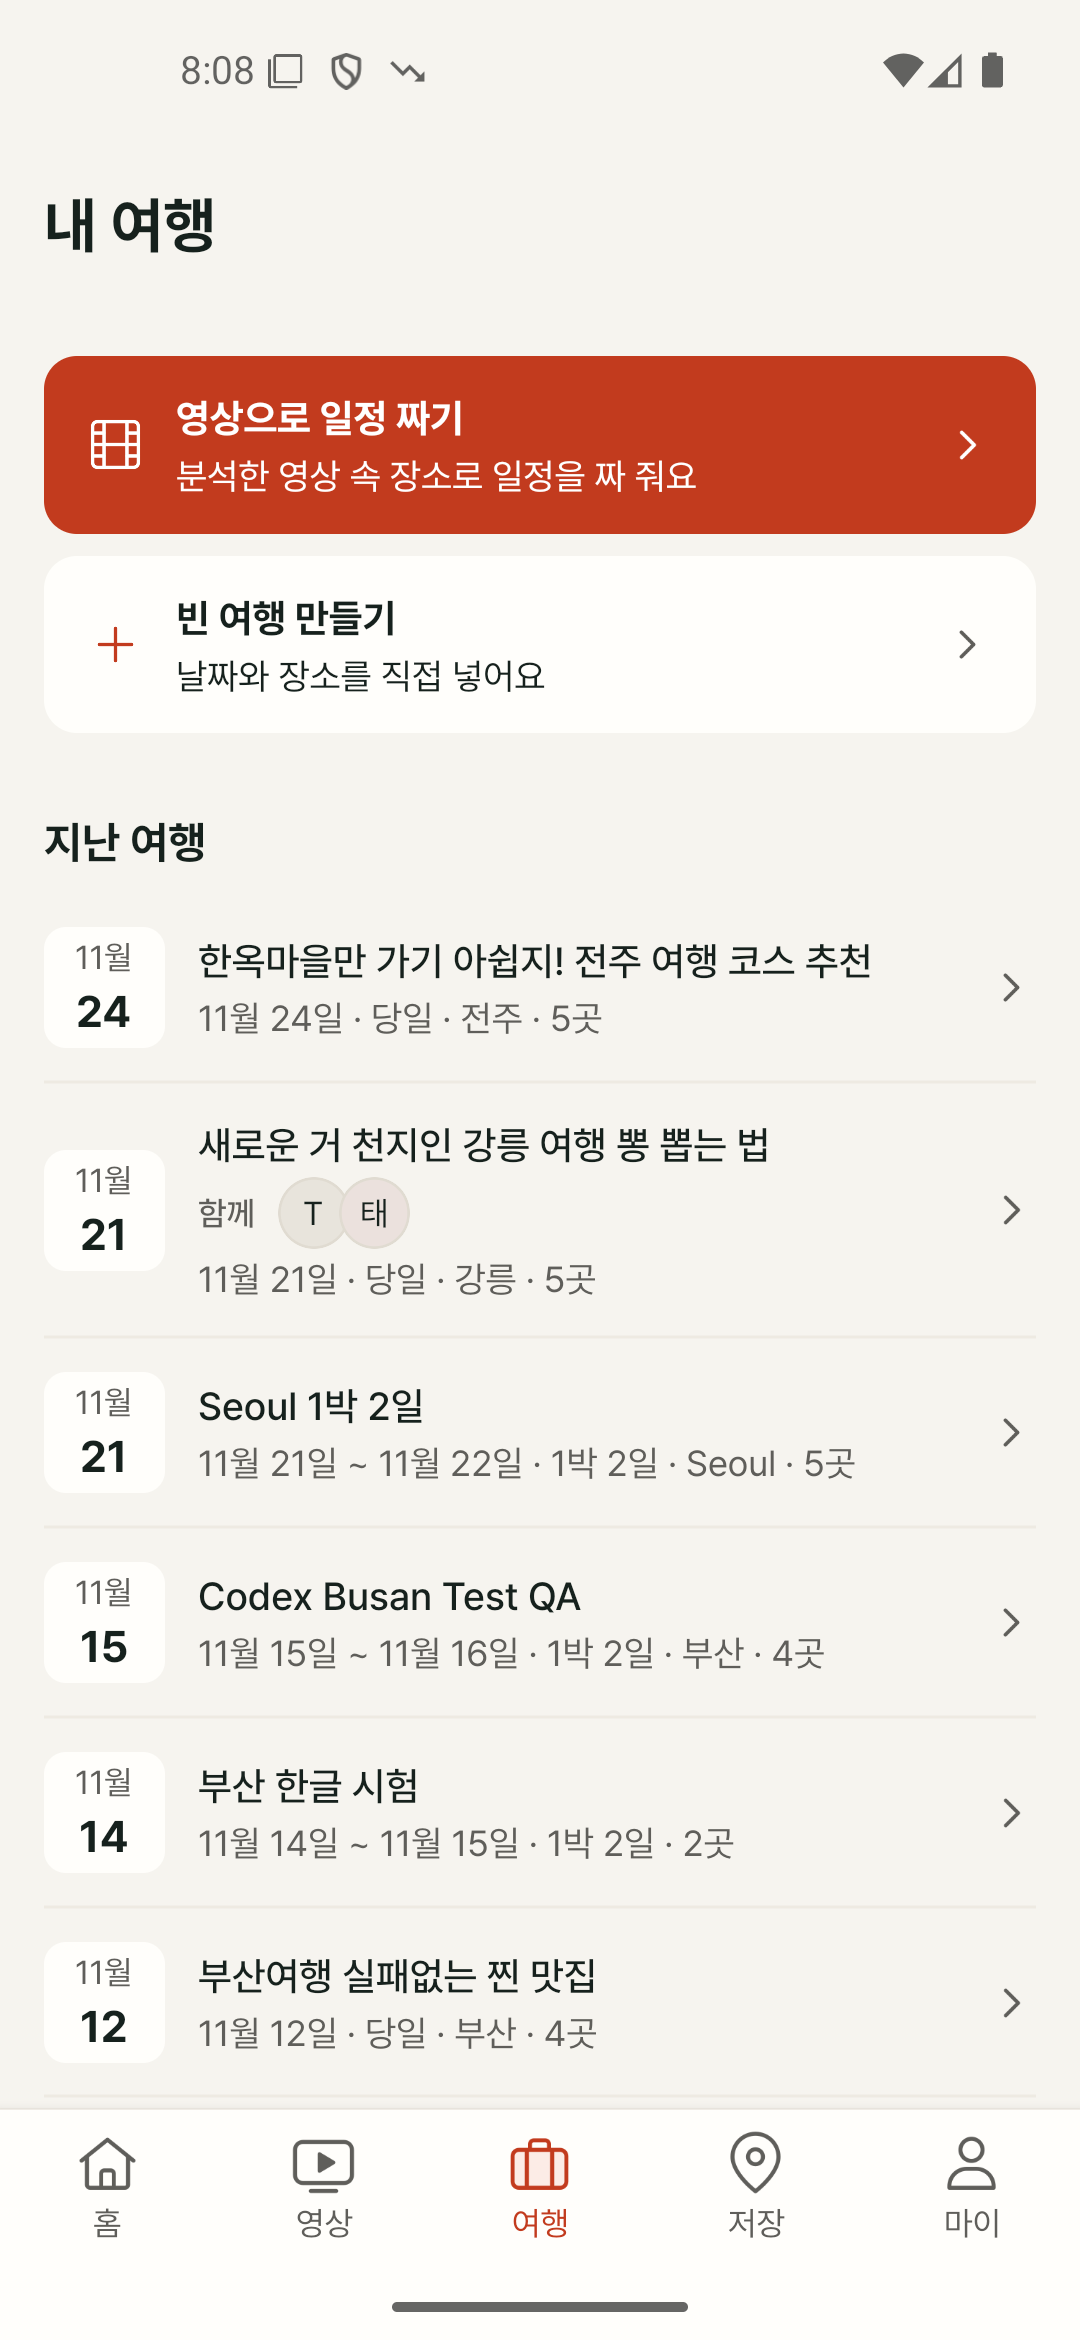 8:08
내 여행
영상으로 일정 짜기
분석한 영상 속 장소로 일정을 짜 줘요
빈 여행 만들기
날짜와 장소를 직접 넣어요
지난 여행
11월
24
한옥마을만 가기 아쉽지! 전주 여행 코스 추천
11월 24일 · 당일 · 전주 · 5곳
11월
21
새로운 거 천지인 강릉 여행 뽕 뽑는 법
함께 T 태
11월 21일 · 당일 · 강릉 · 5곳
11월
21
Seoul 1박 2일
11월 21일 ~ 11월 22일 · 1박 2일 · Seoul · 5곳
11월
15
Codex Busan Test QA
11월 15일 ~ 11월 16일 · 1박 2일 · 부산 · 4곳
11월
14
부산 한글 시험
11월 14일 ~ 11월 15일 · 1박 2일 · 2곳
11월
12
부산여행 실패없는 찐 맛집
11월 12일 · 당일 · 부산 · 4곳
홈 영상 여행 저장 마이